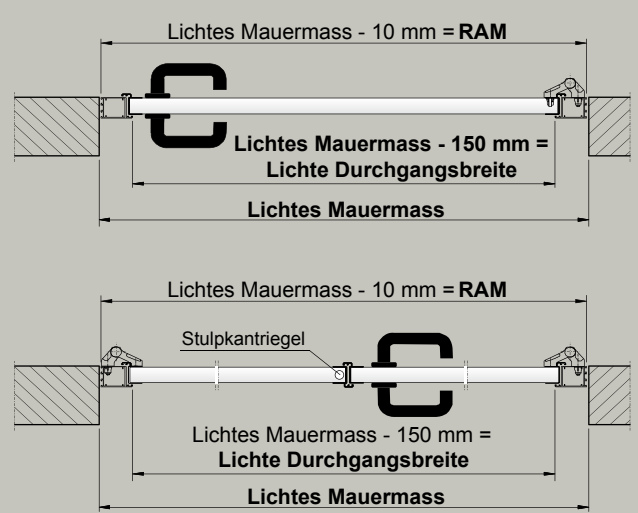 Lichtes Mauermass - 10 mm = RAM
Lichtes Mauermass - 150 mm =
Lichte Durchgangsbreite
Lichtes Mauermass
Lichtes Mauermass - 10 mm = RAM
Stulpkantriegel
Lichtes Mauermass - 150 mm =
Lichte Durchgangsbreite
Lichtes Mauermass